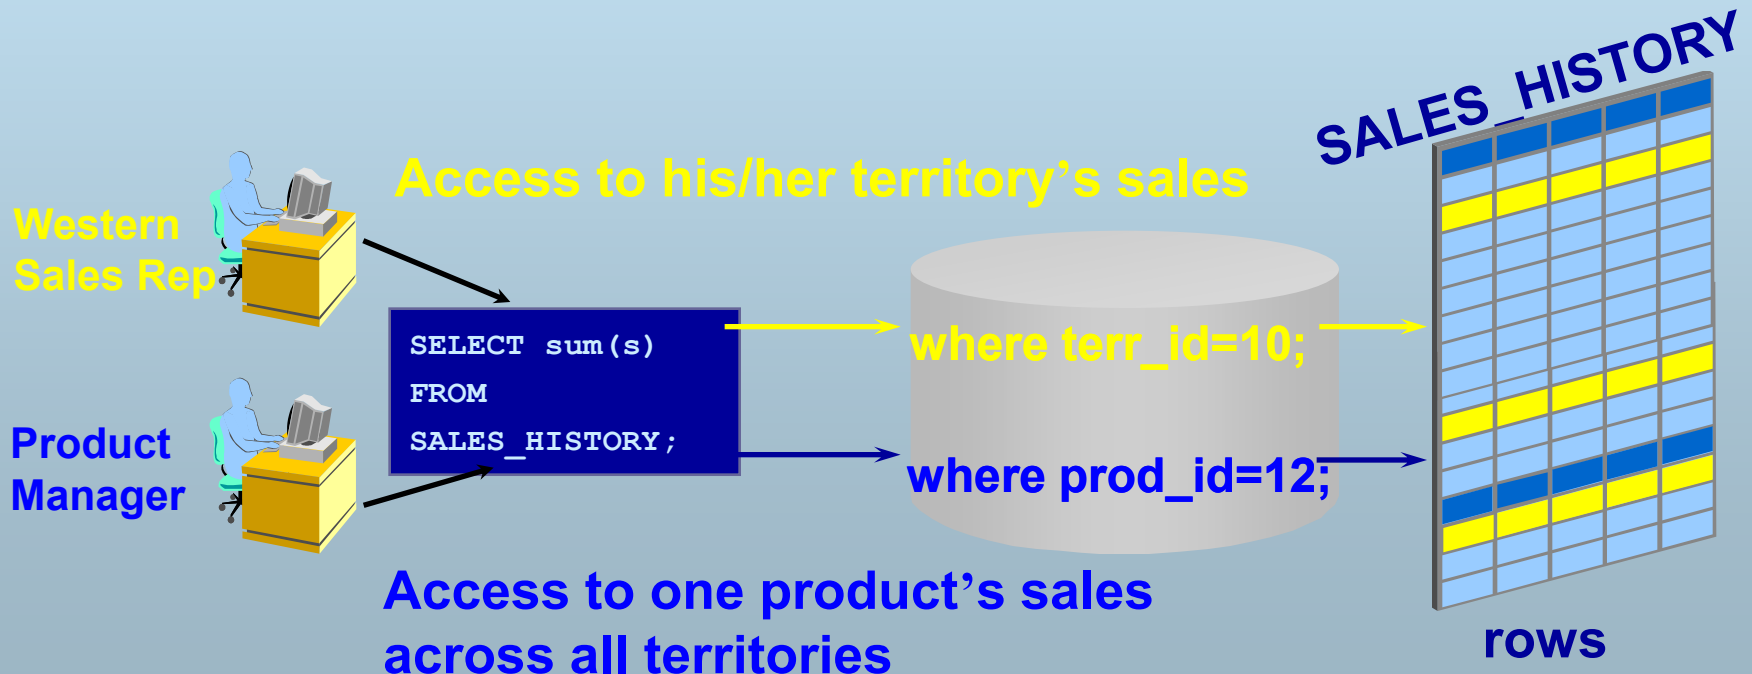 SALES_HISTORY
Access to his/her territory’s sales
Western
Sales Rep
SELECT sum(s)
FROM
SALES_HISTORY;
where terr_id=10;
Product
Manager
where prod_id=12;
Access to one product’s sales
across all territories
rows